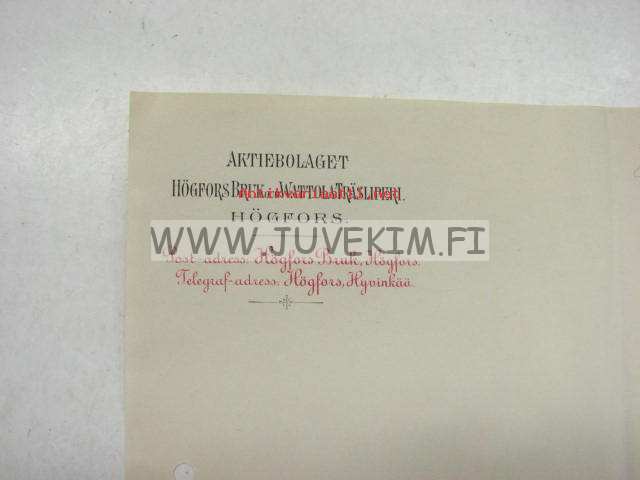 AKTIEBOLAGET
HÖGFORS BRUK WATTOLA TRÄSLIPERI.
HÖGFORS.
WWW.JUVEKIM.FI
Post-adress: Högfors Bruk, Högfors.
Telegraf-adress: Högfors, Hyvinkää.